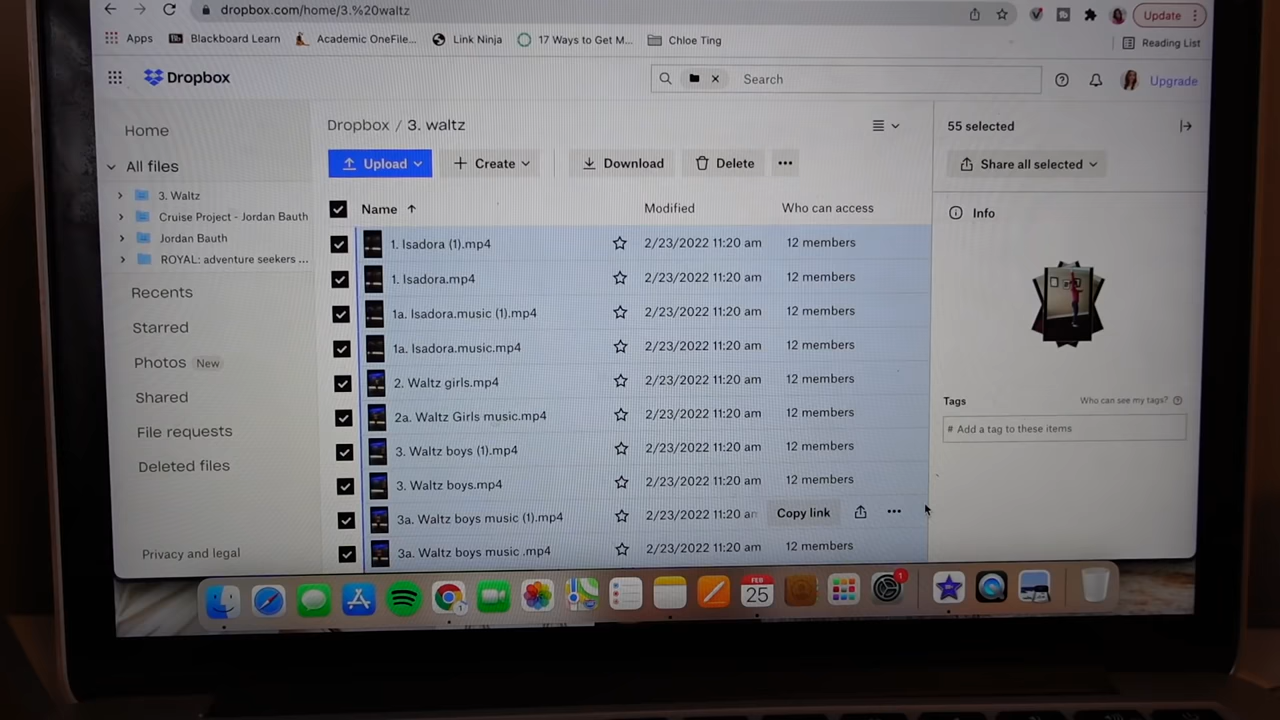 dropbox.com/home/3.%20waltz
Update
Apps
Blackboard Learn
Academic OneFile...
Link Ninja
17 Ways to Get M...
Chloe Ting
Reading List
Dropbox
Search
Upgrade
Home
Dropbox / 3. waltz
55 selected
All files
Upload
Create
Download
Delete
Share all selected
3. Waltz
Cruise Project - Jordan Bauth
Jordan Bauth
ROYAL: adventure seekers ...
Name
Modified
Who can access
Info
1. Isadora (1).mp4 2/23/2022 11:20 am 12 members
1. Isadora.mp4 2/23/2022 11:20 am 12 members
1a. Isadora.music (1).mp4 2/23/2022 11:20 am 12 members
1a. Isadora.music.mp4 2/23/2022 11:20 am 12 members
2. Waltz girls.mp4 2/23/2022 11:20 am 12 members
2a. Waltz Girls music.mp4 2/23/2022 11:20 am 12 members
3. Waltz boys (1).mp4 2/23/2022 11:20 am 12 members
3. Waltz boys.mp4 2/23/2022 11:20 am 12 members
3a. Waltz boys music (1).mp4 2/23/2022 11:20 an Copy link
3a. Waltz boys music .mp4 2/23/2022 11:20 am 12 members
Recents
Starred
Photos New
Shared
File requests
Deleted files
Privacy and legal
Tags
Who can see my tags?
# Add a tag to these items
FEB
25
1